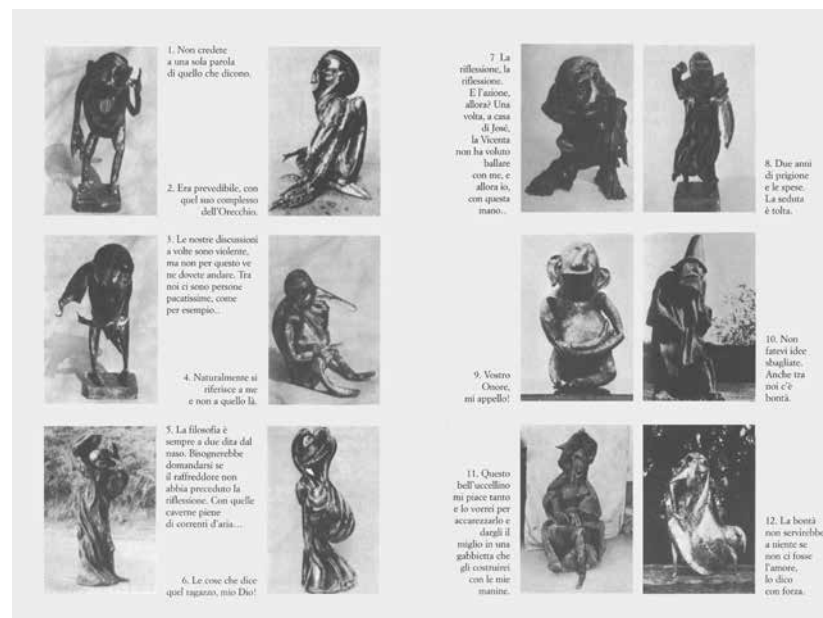 1. Non credete
a una sola parola
di quello che dicono.
2. Era prevedibile, con
quel suo complesso
dell'Orecchio.
3. Le nostre discussioni
a volte sono violente,
ma non per questo ve
ne dovete andare. Tra
noi ci sono persone
pacatissime, come
per esempio..
4. Naturalmente si
riferisce a me
e non a quello là.
5. La filosofia è
sempre a due dita dal
naso. Bisognerebbe
domandarsi se
il raffreddore non
abbia preceduto la
riflessione. Con quelle
caverne piene
di correnti d'aria…
6. Le cose che dice
quel ragazzo, mio Dio!
7 La
riflessione, la
riflessione.
E l'azione,
allora? Una
volta, a casa
di José,
la Vicenta
non ha voluto
ballare
con me, e
allora io,
con questa
mano..
8. Due anni
di prigione
e le spese.
La seduta
è tolta.
9. Vostro
Onore,
mi appello!
10. Non
fatevi idee
sbagliate.
Anche tra
noi c'è
bontà.
11. Questo
bell'uccellino
mi piace tanto
e lo vorrei per
accarezzarlo e
dargli il
miglio in una
gabbietta che
gli costruirei
con le mie
manine.
12. La bontà
non servirebbe
a niente se
non ci fosse
l'amore,
lo dico
con forza.